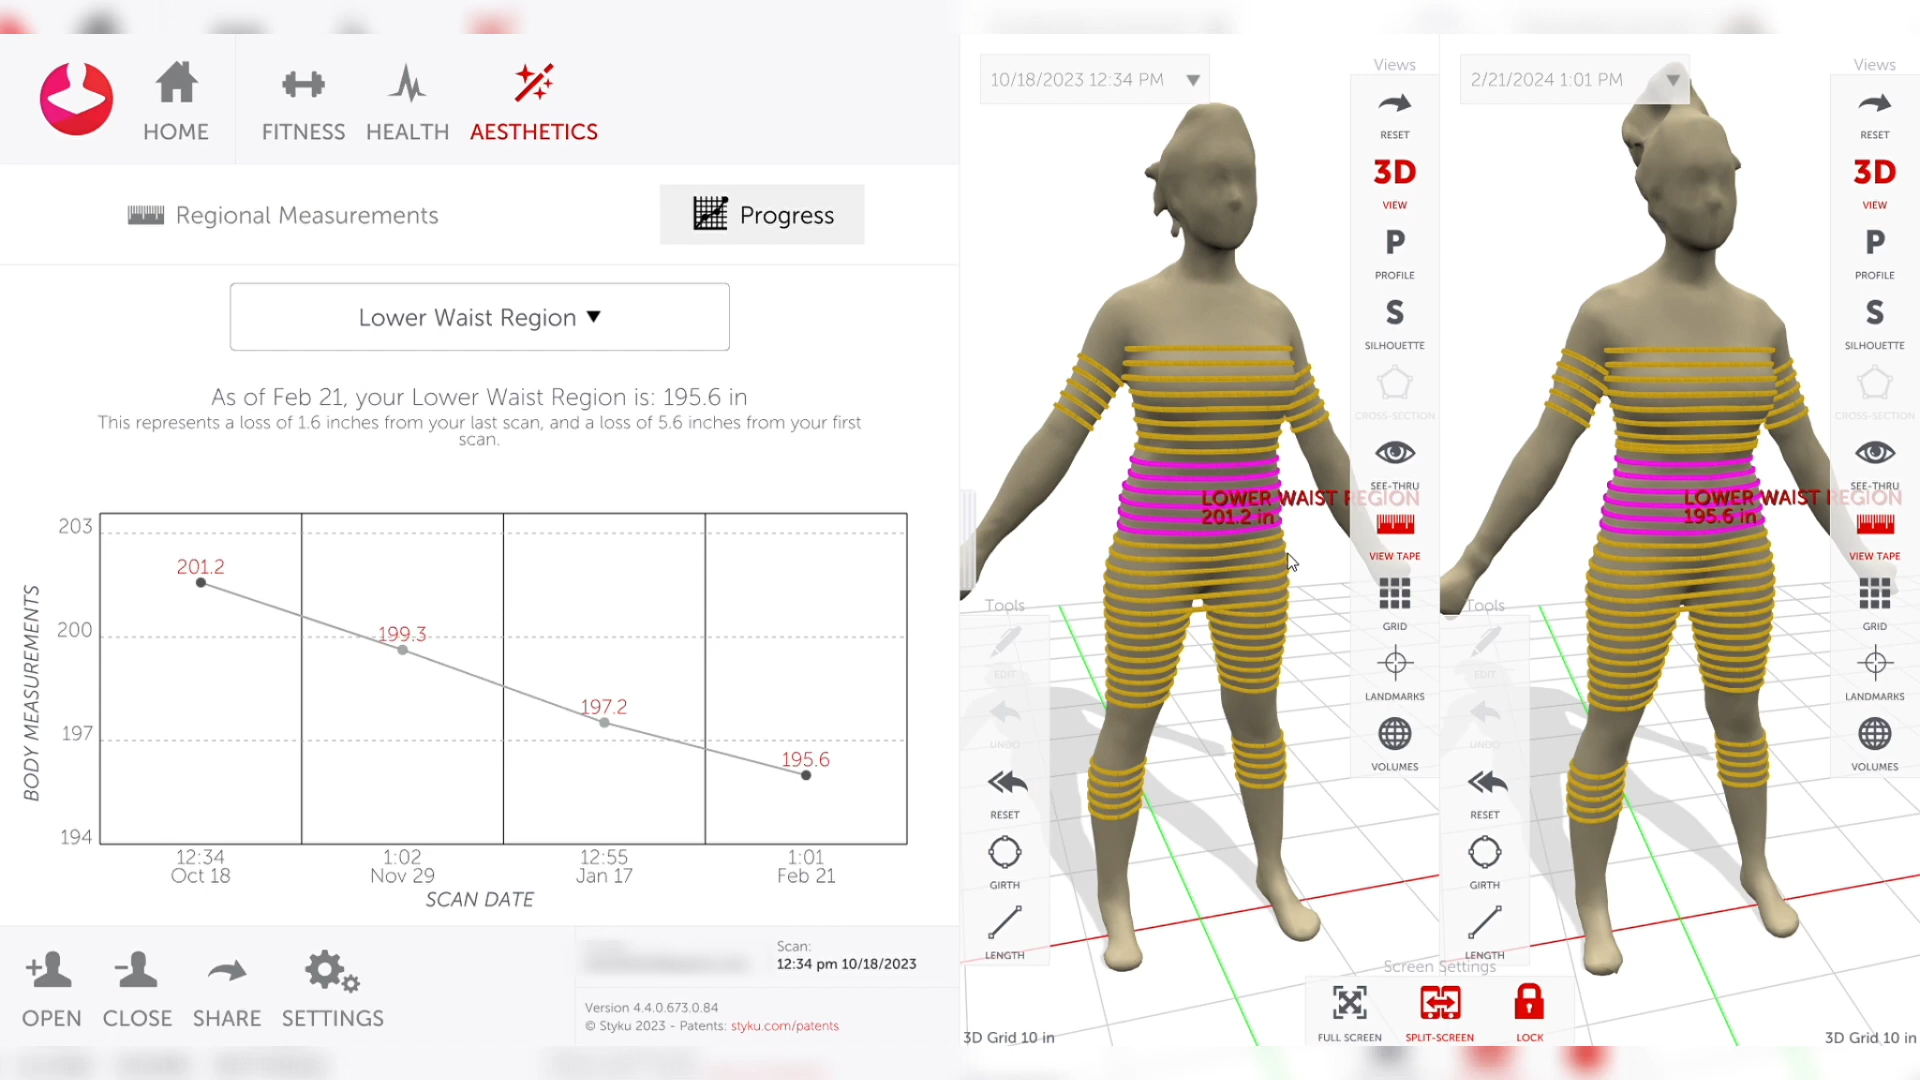 HOME
FITNESS
HEALTH
AESTHETICS
Regional Measurements
Progress
Lower Waist Region ▼
As of Feb 21, your Lower Waist Region is: 195.6 in
This represents a loss of 1.6 inches from your last scan, and a loss of 5.6 inches from your first
scan.
BODY MEASUREMENTS
203
200
197
194
201.2
199.3
197.2
195.6
12:34
Oct 18
1:02
Nov 29
12:55
Jan 17
1:01
Feb 21
SCAN DATE
OPEN
CLOSE
SHARE
SETTINGS
Scan:
12:34 pm 10/18/2023
Version 4.4.0.673.0.84
© Styku 2023 - Patents: styku.com/patents
10/18/2023 12:34 PM ▼
Views
RESET
3D
VIEW
P
PROFILE
S
SILHOUETTE
CROSS-SECTION
SEE-THRU
LOWER WAIST REGION
201.2 in
VIEW TAPE
GRID
LANDMARKS
VOLUMES
Tools
EDIT
UNDO
RESET
GIRTH
LENGTH
3D Grid 10 in
2/21/2024 1:01 PM ▼
Views
RESET
3D
VIEW
P
PROFILE
S
SILHOUETTE
CROSS-SECTION
SEE-THRU
LOWER WAIST REGION
195.6 in
VIEW TAPE
GRID
LANDMARKS
VOLUMES
Tools
EDIT
UNDO
RESET
GIRTH
LENGTH
Screen Settings
FULL SCREEN
SPLIT-SCREEN
LOCK
3D Grid 10 in